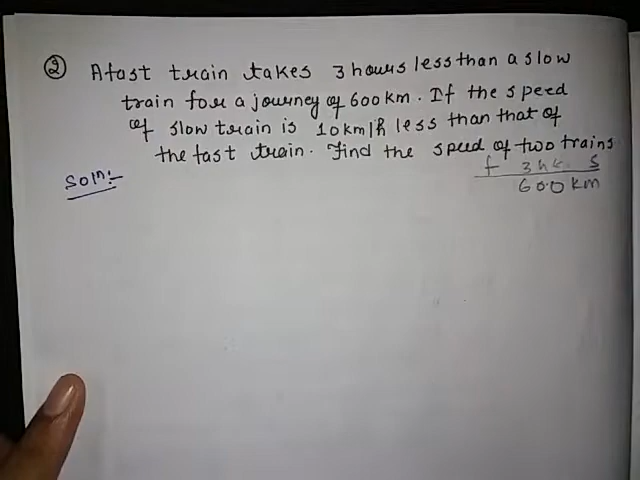 ② A fast train takes 3 hours less than a slow
train for a journey of 600 km. If the speed
of slow train is 10 km/h less than that of
the fast train. Find the speed of two trains
Soln:-
f 3hr S
600 km